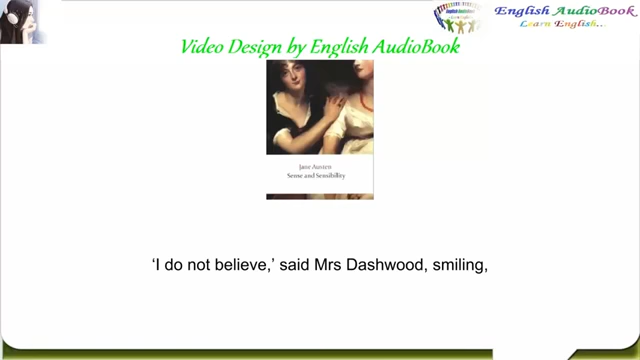 English AudioBook
Learn English...
Video Design by English AudioBook
Jane Austen
Sense and Sensibility
‘I do not believe,’ said Mrs Dashwood, smiling,